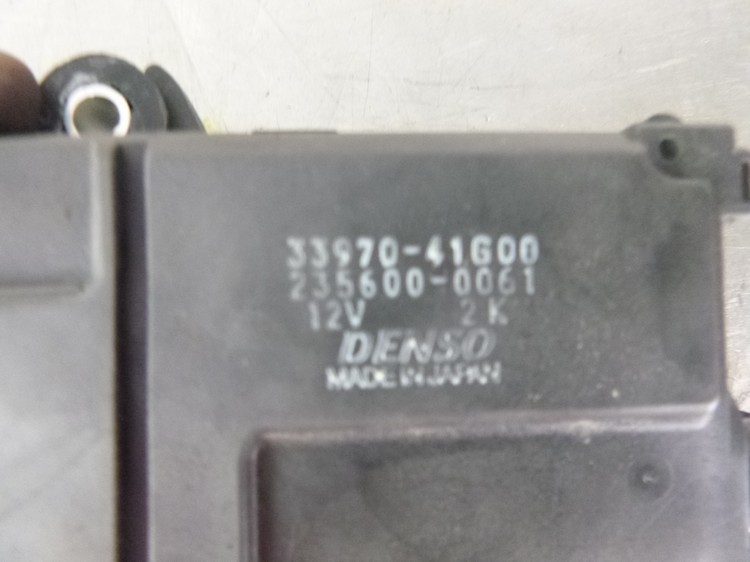 33970-41G00
235600-0061
12V 2K
DENSO
MADE IN JAPAN